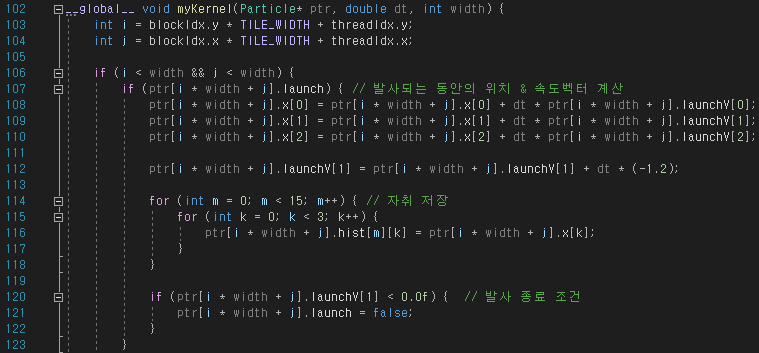 102 __global__ void myKernel(Particle* ptr, double dt, int width) {
103 int i = blockIdx.y * TILE_WIDTH + threadIdx.y;
104 int j = blockIdx.x * TILE_WIDTH + threadIdx.x;
105
106 if (i < width && j < width) {
107 if (ptr[i * width + j].launch) { // 발사되는 동안의 위치 & 속도벡터 계산
108 ptr[i * width + j].x[0] = ptr[i * width + j].x[0] + dt * ptr[i * width + j].launchV[0];
109 ptr[i * width + j].x[1] = ptr[i * width + j].x[1] + dt * ptr[i * width + j].launchV[1];
110 ptr[i * width + j].x[2] = ptr[i * width + j].x[2] + dt * ptr[i * width + j].launchV[2];
111
112 ptr[i * width + j].launchV[1] = ptr[i * width + j].launchV[1] + dt * (-1.2);
113
114 for (int m = 0; m < 15; m++) { // 자취 저장
115 for (int k = 0; k < 3; k++) {
116 ptr[i * width + j].hist[m][k] = ptr[i * width + j].x[k];
117 }
118 }
119
120 if (ptr[i * width + j].launchV[1] < 0.0f) { // 발사 종료 조건
121 ptr[i * width + j].launch = false;
122 }
123 }